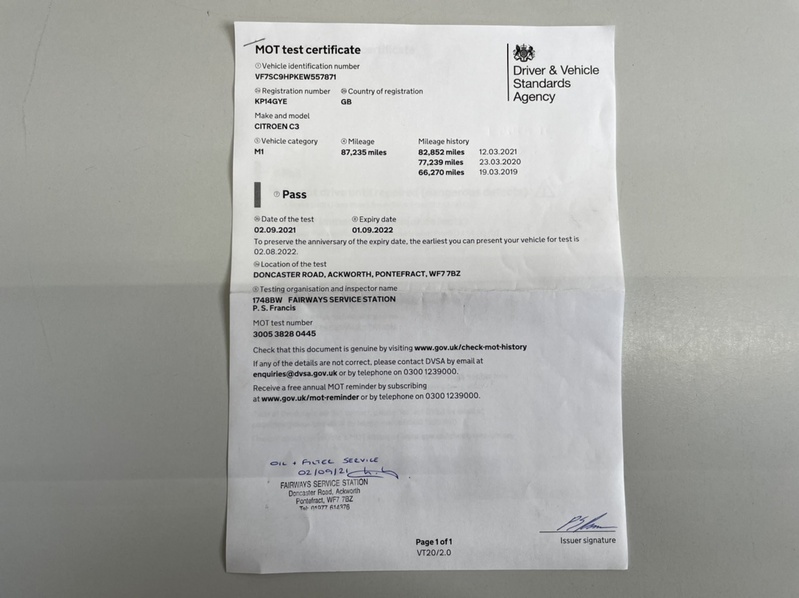 MOT test certificate
Driver & Vehicle
Standards
Agency
Vehicle identification number
VF7SC9HPKEW557871
Registration number Country of registration
KP14GYE GB
Make and model
CITROEN C3
Vehicle category Mileage Mileage history
M1 87,235 miles 82,852 miles 12.03.2021
77,239 miles 23.03.2020
66,270 miles 19.03.2019
Pass
Date of the test Expiry date
02.09.2021 01.09.2022
To preserve the anniversary of the expiry date, the earliest you can present your vehicle for test is
02.08.2022.
Location of the test
DONCASTER ROAD, ACKWORTH, PONTEFRACT, WF7 7BZ
Testing organisation and inspector name
1748BW FAIRWAYS SERVICE STATION
P. S. Francis
MOT test number
3005 3828 0445
Check that this document is genuine by visiting www.gov.uk/check-mot-history
If any of the details are not correct, please contact DVSA by email at
enquiries@dvsa.gov.uk or by telephone on 0300 1239000.
Receive a free annual MOT reminder by subscribing
at www.gov.uk/mot-reminder or by telephone on 0300 1239000.
OIL + FILTER SERVICE
02/09/21
FAIRWAYS SERVICE STATION
Doncaster Road, Ackworth
Pontefract, WF7 7BZ
Tel: 01977 614376
Issuer signature
Page 1 of 1
VT20/2.0